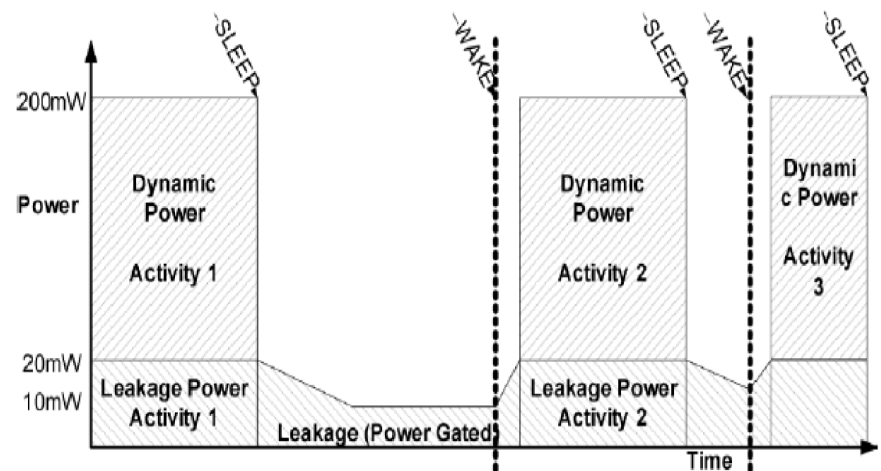 ~SLEEP
~WAKE
~SLEEP
~WAKE
~SLEEP
200mW
Power
20mW
10mW
Dynamic
Power
Activity 1
Leakage Power
Activity 1
Leakage (Power Gated)
Dynamic
Power
Activity 2
Leakage Power
Activity 2
Dynami
c Power
Activity
3
Time